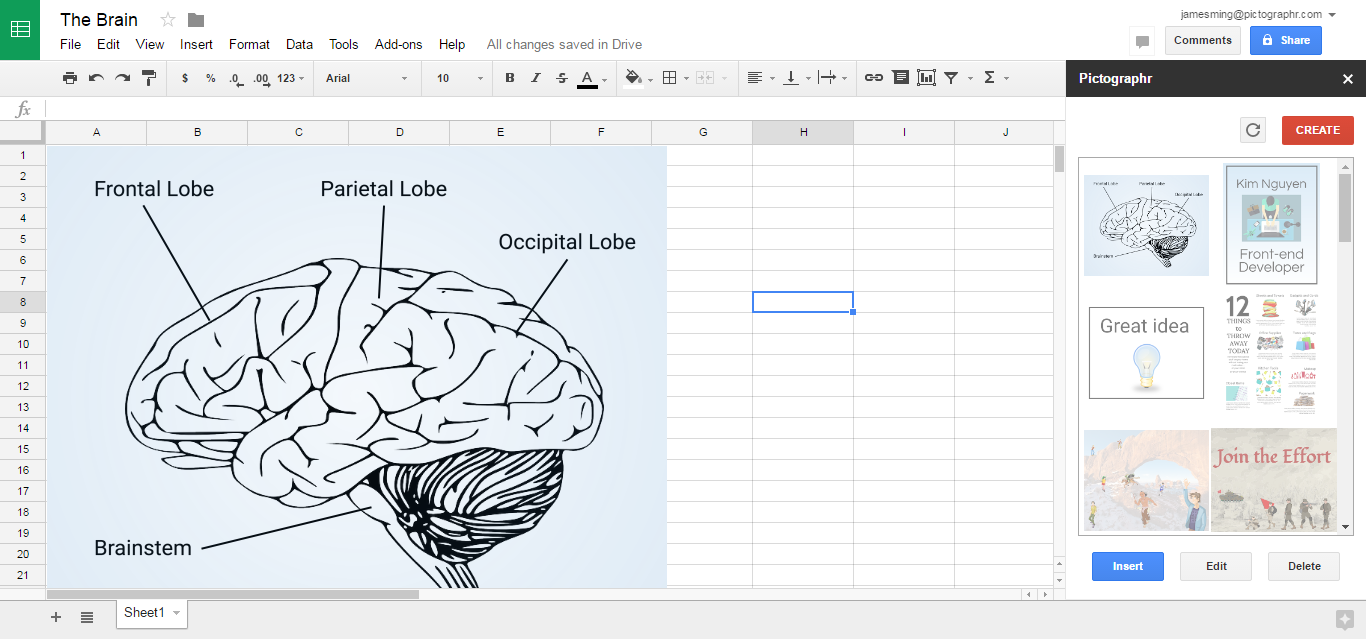 The Brain
jamesming@pictographr.com
File Edit View Insert Format Data Tools Add-ons Help All changes saved in Drive
Comments
Share
$ % .0 .00 123 Arial 10 B I S A Σ
Pictographr
fx
CREATE
A B C D E F G H I J
1
2
3
4
5
6
7
8
9
10
11
12
13
14
15
16
17
18
19
20
21
Frontal Lobe
Parietal Lobe
Occipital Lobe
Brainstem
Frontal Lobe
Parietal Lobe
Occipital Lobe
Brainstem
Kim Nguyen
Front-end
Developer
Great idea
12
THINGS
to
THROW
AWAY
TODAY
Join the Effort
Insert
Edit
Delete
Sheet1